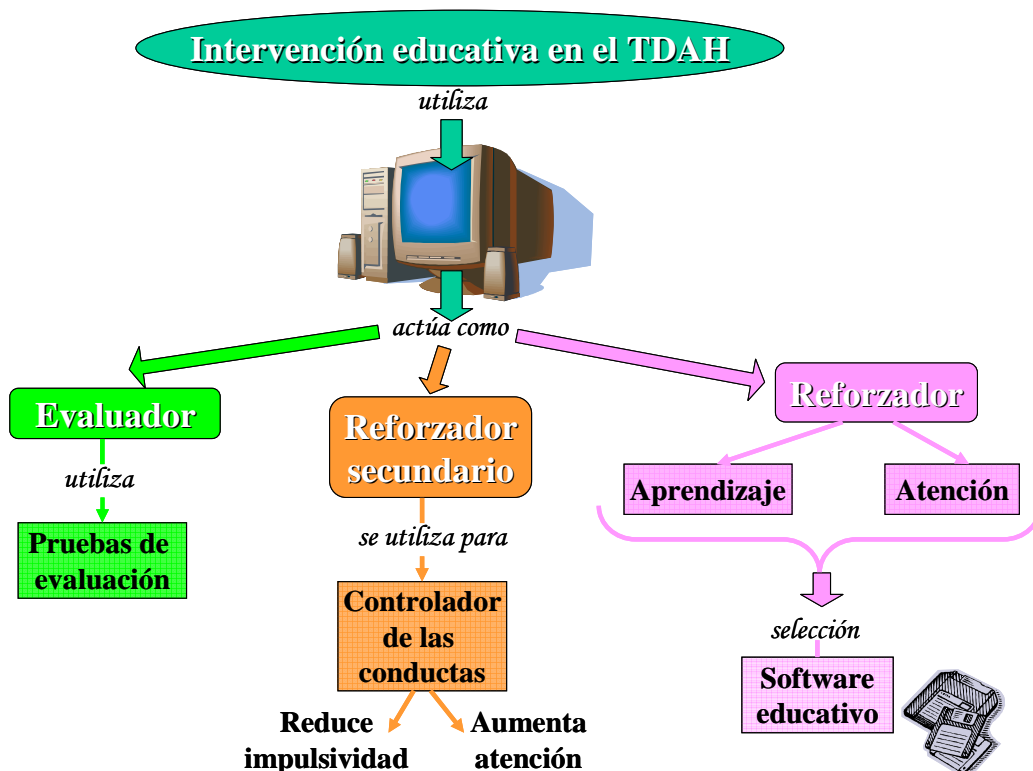 Intervención educativa en el TDAH
utiliza
actúa como
Evaluador
utiliza
Pruebas de
evaluación
Reforzador
secundario
se utiliza para
Controlador
de las
conductas
Reduce
impulsividad
Aumenta
atención
Reforzador
Aprendizaje
Atención
selección
Software
educativo